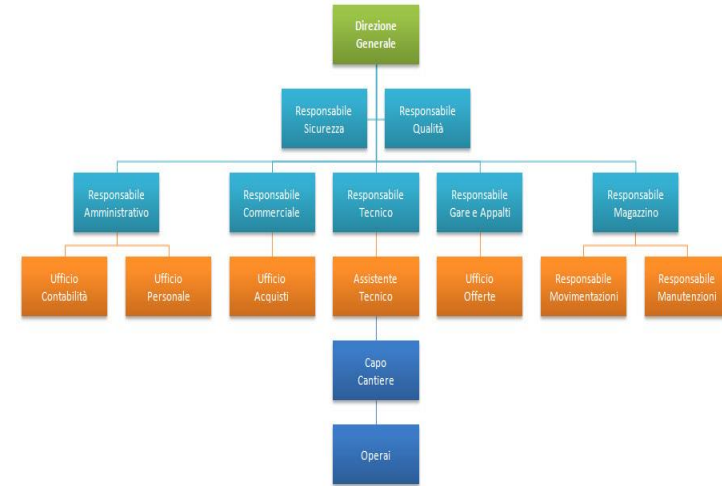 Direzione
Generale
Responsabile
Sicurezza
Responsabile
Qualità
Responsabile
Amministrativo
Responsabile
Commerciale
Responsabile
Tecnico
Responsabile
Gare e Appalti
Responsabile
Magazzino
Ufficio
Contabilità
Ufficio
Personale
Ufficio
Acquisti
Assistente
Tecnico
Ufficio
Offerte
Responsabile
Movimentazioni
Responsabile
Manutenzioni
Capo
Cantiere
Operai